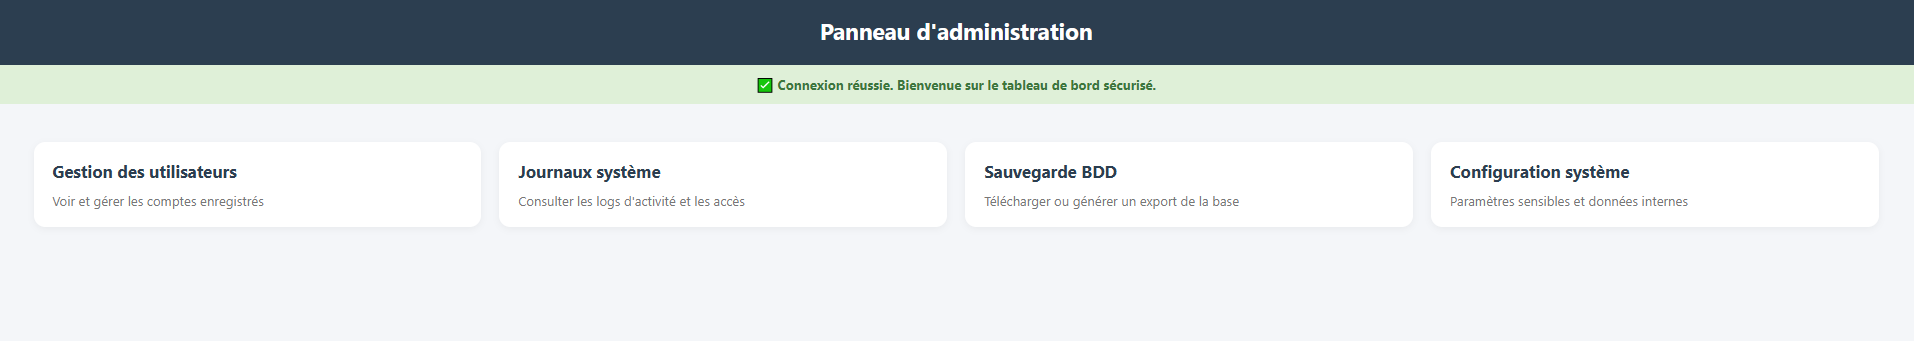 Panneau d'administration
✅ Connexion réussie. Bienvenue sur le tableau de bord sécurisé.
Gestion des utilisateurs
Voir et gérer les comptes enregistrés
Journaux système
Consulter les logs d'activité et les accès
Sauvegarde BDD
Télécharger ou générer un export de la base
Configuration système
Paramètres sensibles et données internes